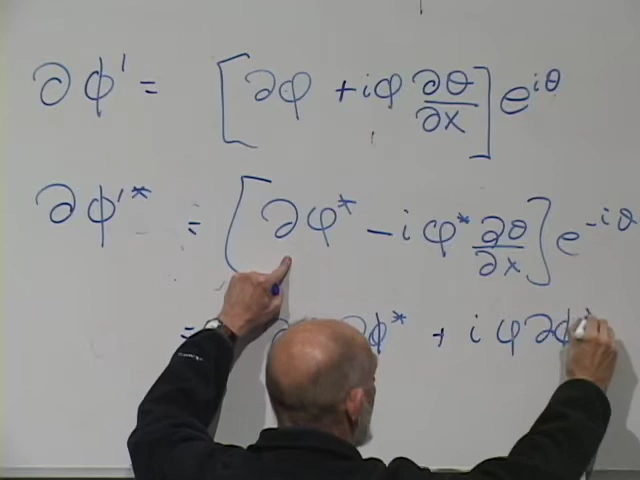 ∂ϕ' = [∂φ + iφ ∂θ/∂x] e^{iθ}
∂ϕ'* = [∂φ* − iφ* ∂θ/∂x] e^{-iθ}
= ∂ϕ* + iφ∂ϕ